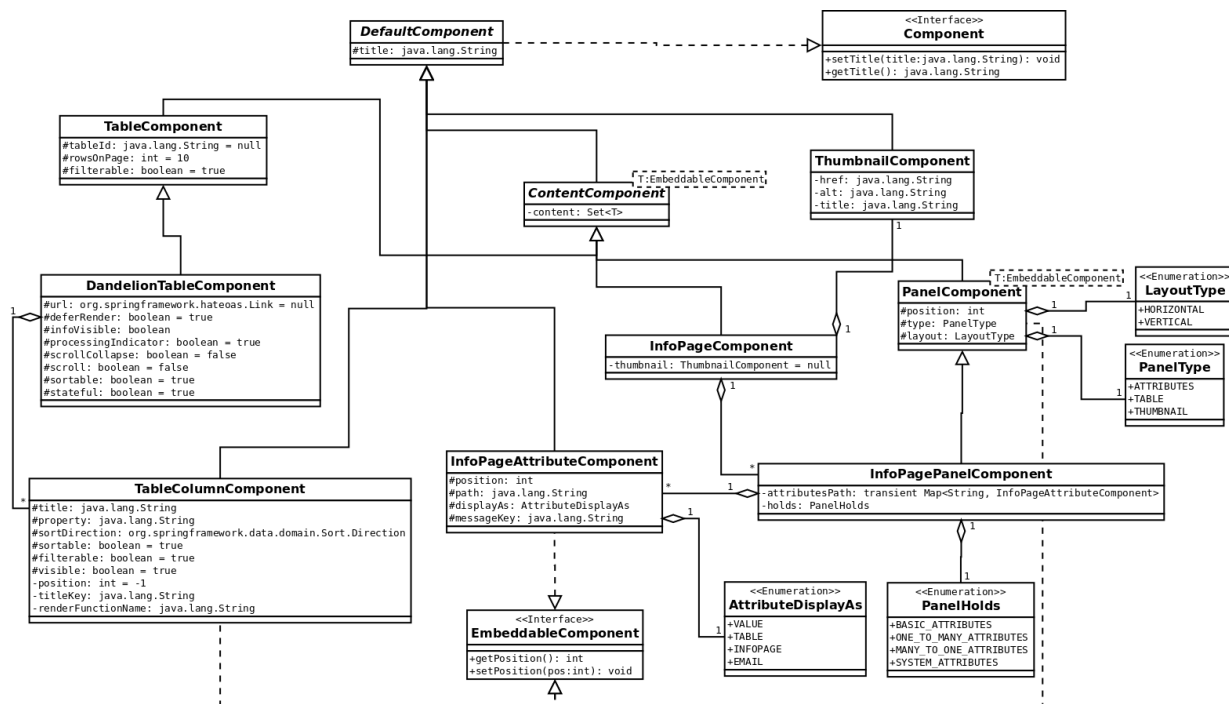 DefaultComponent
#title: java.lang.String
<<Interface>>
Component
+setTitle(title:java.lang.String): void
+getTitle(): java.lang.String
TableComponent
#tableId: java.lang.String = null
#rowsOnPage: int = 10
#filterable: boolean = true
T:EmbeddableComponent
ContentComponent
-content: Set<T>
ThumbnailComponent
-href: java.lang.String
-alt: java.lang.String
-title: java.lang.String
1
DandelionTableComponent
#url: org.springframework.hateoas.Link = null
#deferRender: boolean = true
#infoVisible: boolean
#processingIndicator: boolean = true
#scrollCollapse: boolean = false
#scroll: boolean = false
#sortable: boolean = true
#stateful: boolean = true
1
T:EmbeddableComponent
PanelComponent
#position: int
#type: PanelType
#layout: LayoutType
1
1
1
1
<<Enumeration>>
LayoutType
+HORIZONTAL
+VERTICAL
<<Enumeration>>
PanelType
+ATTRIBUTES
+TABLE
+THUMBNAIL
InfoPageComponent
-thumbnail: ThumbnailComponent = null
1
1
TableColumnComponent
#title: java.lang.String
#property: java.lang.String
#sortDirection: org.springframework.data.domain.Sort.Direction
#sortable: boolean = true
#filterable: boolean = true
#visible: boolean = true
-position: int = -1
-titleKey: java.lang.String
-renderFunctionName: java.lang.String
*
InfoPageAttributeComponent
#position: int
#path: java.lang.String
#displayAs: AttributeDisplayAs
#messageKey: java.lang.String
*
1
1
*
InfoPagePanelComponent
-attributesPath: transient Map<String, InfoPageAttributeComponent>
-holds: PanelHolds
1
1
<<Interface>>
EmbeddableComponent
+getPosition(): int
+setPosition(pos:int): void
1
<<Enumeration>>
AttributeDisplayAs
+VALUE
+TABLE
+INFOPAGE
+EMAIL
<<Enumeration>>
PanelHolds
+BASIC_ATTRIBUTES
+ONE_TO_MANY_ATTRIBUTES
+MANY_TO_ONE_ATTRIBUTES
+SYSTEM_ATTRIBUTES